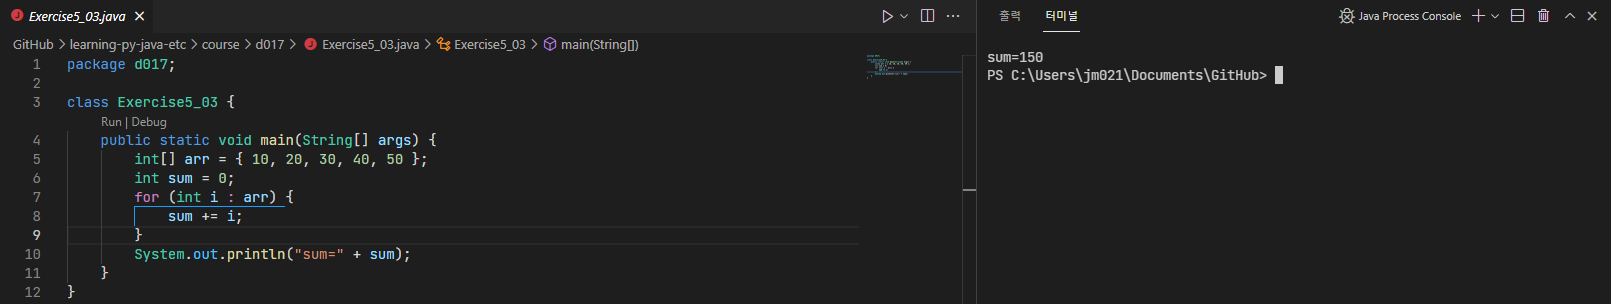 Exercise5_03.java
GitHub > learning-py-java-etc > course > d017 > Exercise5_03.java > Exercise5_03 > main(String[])
1 package d017;
2
3 class Exercise5_03 {
Run | Debug
4 public static void main(String[] args) {
5 int[] arr = { 10, 20, 30, 40, 50 };
6 int sum = 0;
7 for (int i : arr) {
8 sum += i;
9 }
10 System.out.println("sum=" + sum);
11 }
12 }
출력 터미널 Java Process Console
sum=150
PS C:\Users\jm021\Documents\GitHub>